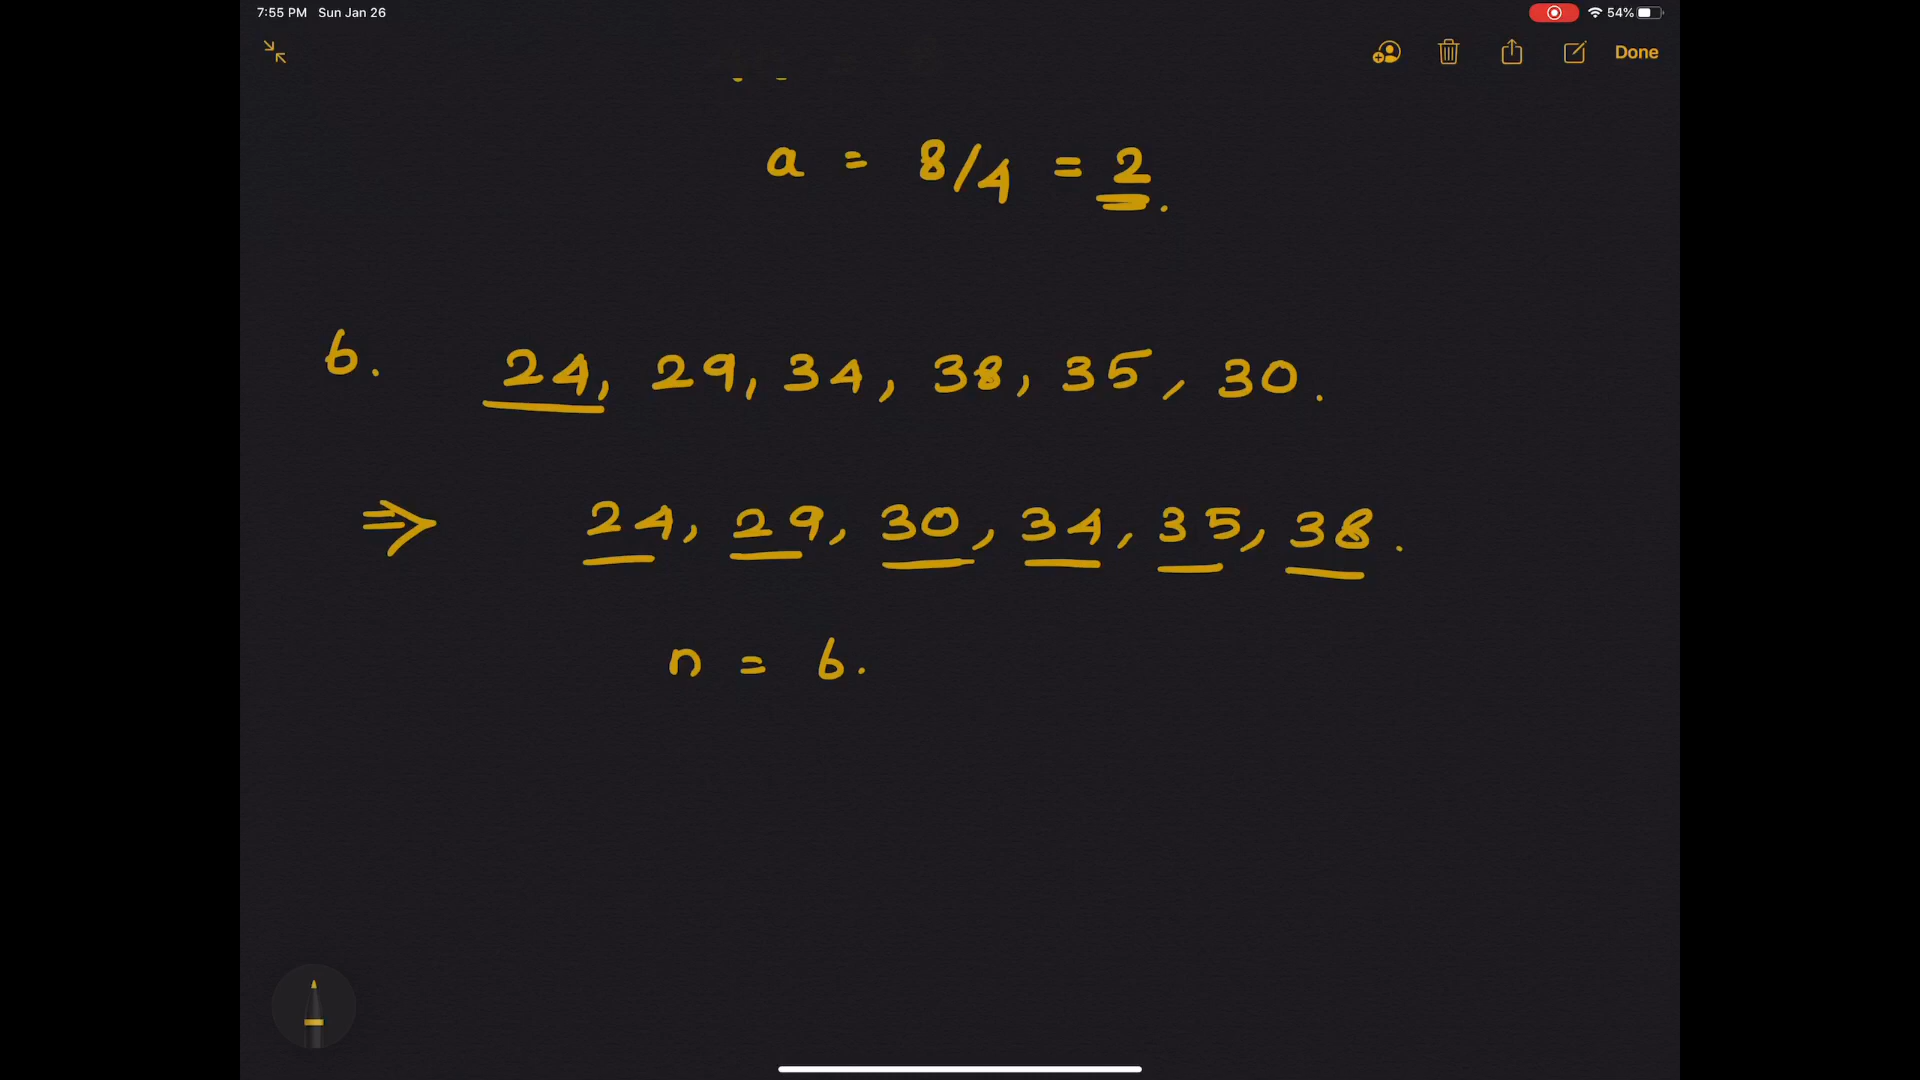 7:55 PM Sun Jan 26
54%
Done
a = 8/4 = 2.
6. 24, 29, 34, 38, 35, 30.
⇒ 24, 29, 30, 34, 35, 38.
n = 6.